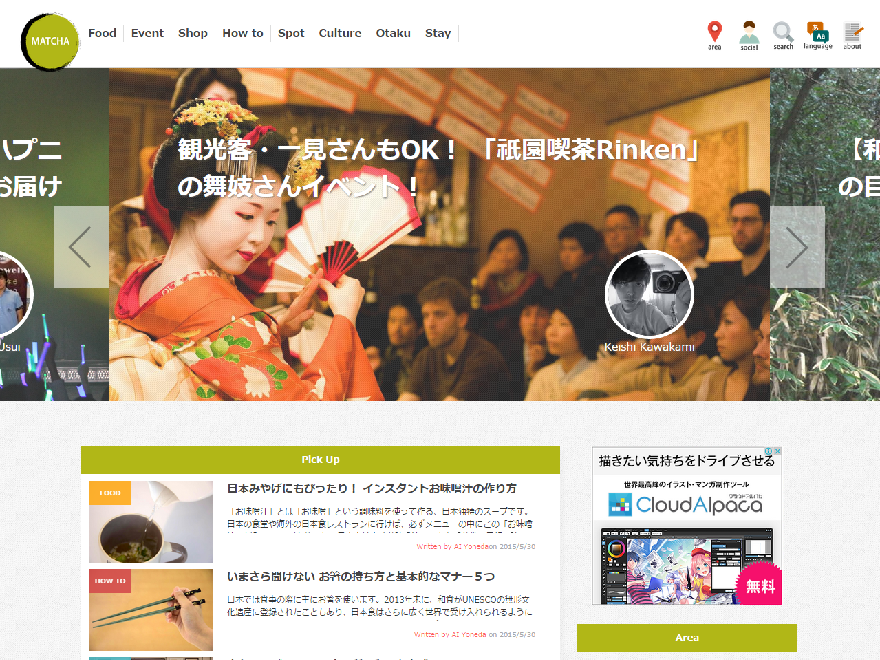 MATCHA
Food
Event
Shop
How to
Spot
Culture
Otaku
Stay
area
social
search
language
about
ハプニ
お届け
観光客・一見さんもOK！ 「祇園喫茶Rinken」
の舞妓さんイベント！
【和
の目
Usui
Keishi Kawakami
Pick Up
FOOD
日本みやげにもぴったり！ インスタントお味噌汁の作り方
「お味噌汁」とは「お味噌」という調味料を使って作る、日本独特のスープです。
日本の食堂や海外の日本食レストランに行けば、必ずメニューの中にこの「お味噌
Written by AI Yoneda on 2015/5/30
HOW TO
いまさら聞けない お箸の持ち方と基本的なマナー５つ
日本では食事の際に主にお箸を使います。2013年末に、和食がUNESCOの無形文
化遺産に登録されたこともあり、日本食はさらに広く世界で受け入れられるように
Written by AI Yoneda on 2015/5/30
描きたい気持ちをドライブさせる
世界最高峰のイラスト・マンガ制作ツール
CloudAlpaca
無料
Area